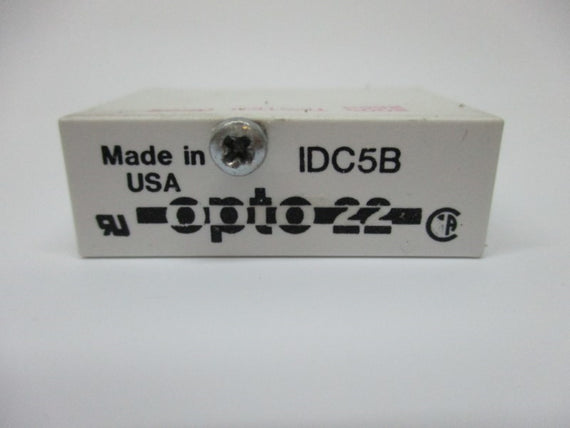 Made in
USA
IDC5B
opto 22